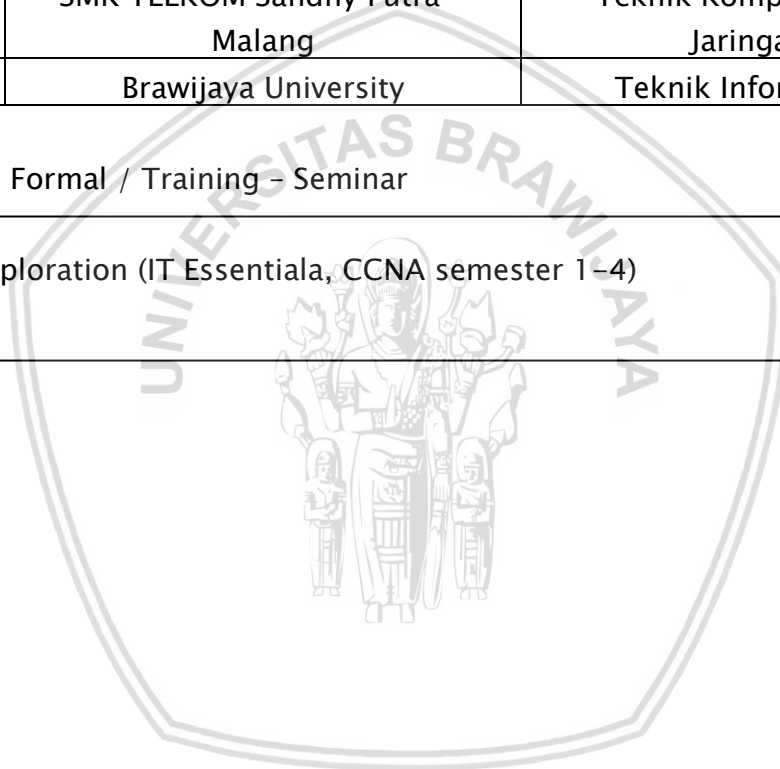 SMK TELKOM Sandhy Putra
Malang
Brawijaya University
Teknik Komp
Jaringa
Teknik Infor
Formal / Training – Seminar
ploration (IT Essentiala, CCNA semester 1–4)
UNIVERSITAS BRAWIJAYA